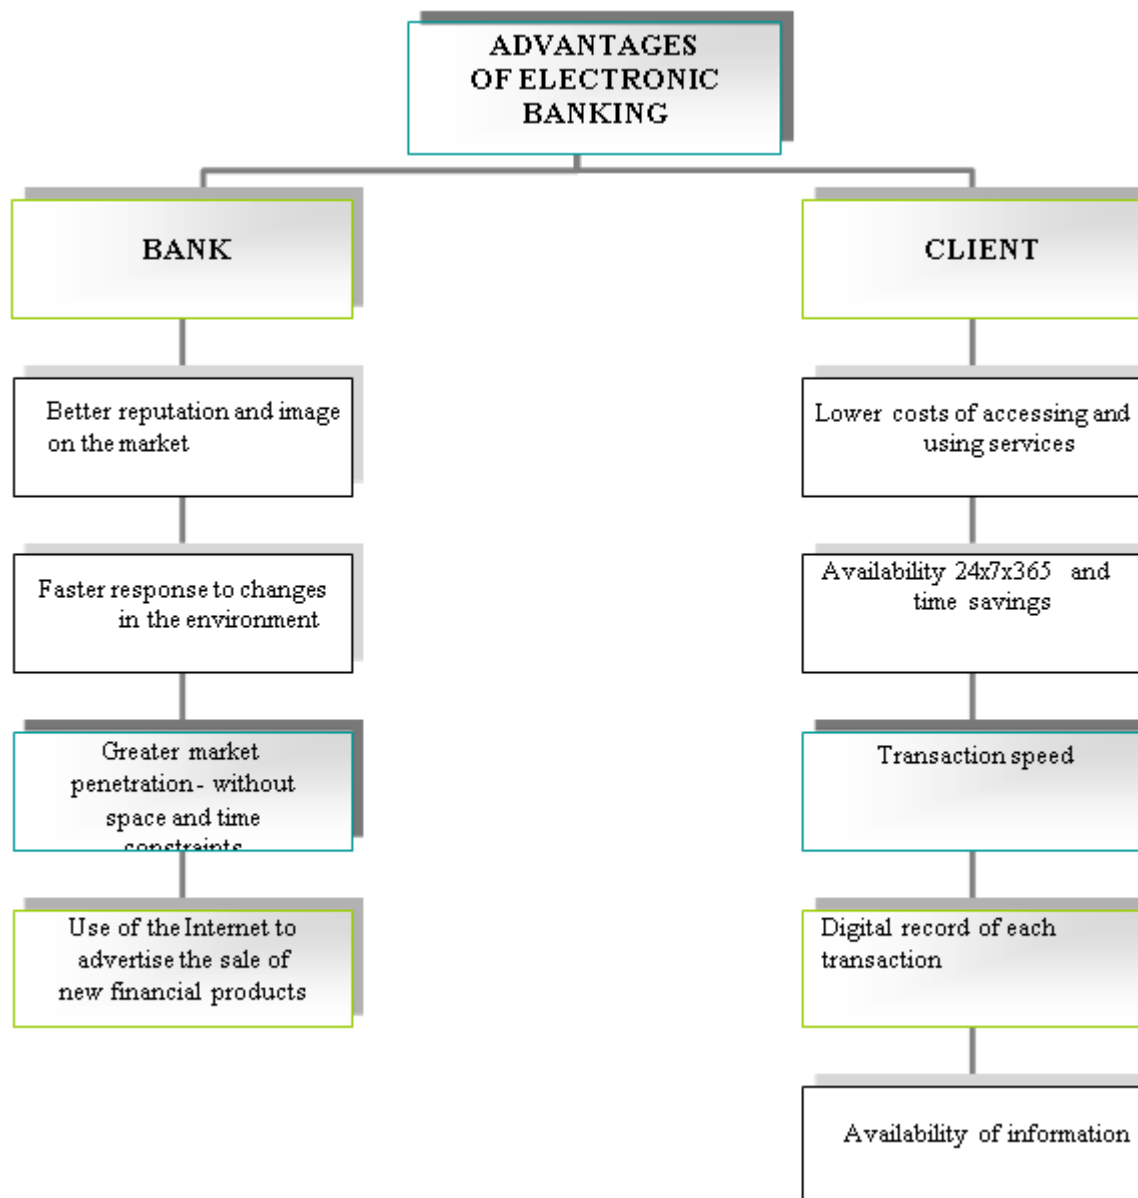 ADVANTAGES
OF ELECTRONIC
BANKING
BANK
Better reputation and image
on the market
Faster response to changes
in the environment
Greater market
penetration- without
space and time
constraints
Use of the Internet to
advertise the sale of
new financial products
CLIENT
Lower costs of accessing and
using services
Availability 24x7x365 and
time savings
Transaction speed
Digital record of each
transaction
Availability of information